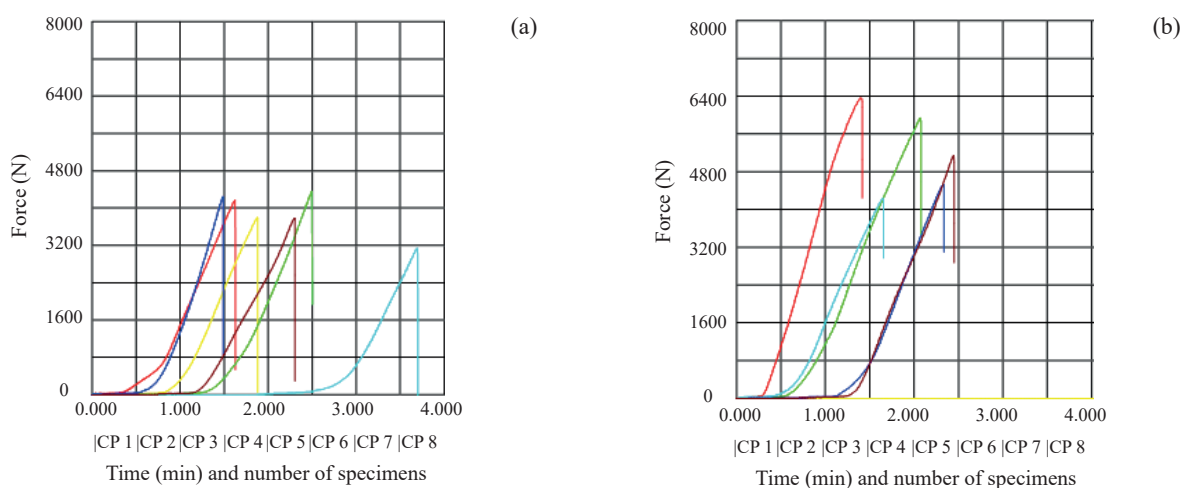 (a)
8000
6400
4800
3200
1600
0
Force (N)
0.000 1.000 2.000 3.000 4.000
|CP 1 |CP 2 |CP 3 |CP 4 |CP 5 |CP 6 |CP 7 |CP 8
Time (min) and number of specimens
(b)
8000
6400
4800
3200
1600
0
Force (N)
0.000 1.000 2.000 3.000 4.000
|CP 1 |CP 2 |CP 3 |CP 4 |CP 5 |CP 6 |CP 7 |CP 8
Time (min) and number of specimens